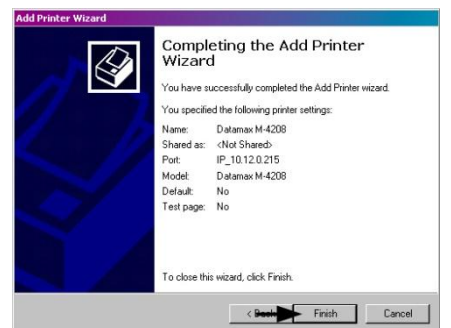 Add Printer Wizard
Completing the Add Printer
Wizard
You have successfully completed the Add Printer wizard.
You specified the following printer settings:
Name: Datamax M-4208
Shared as: <Not Shared>
Port: IP_10.12.0.215
Model: Datamax M-4208
Default: No
Test page: No
To close this wizard, click Finish.
< Finish Cancel